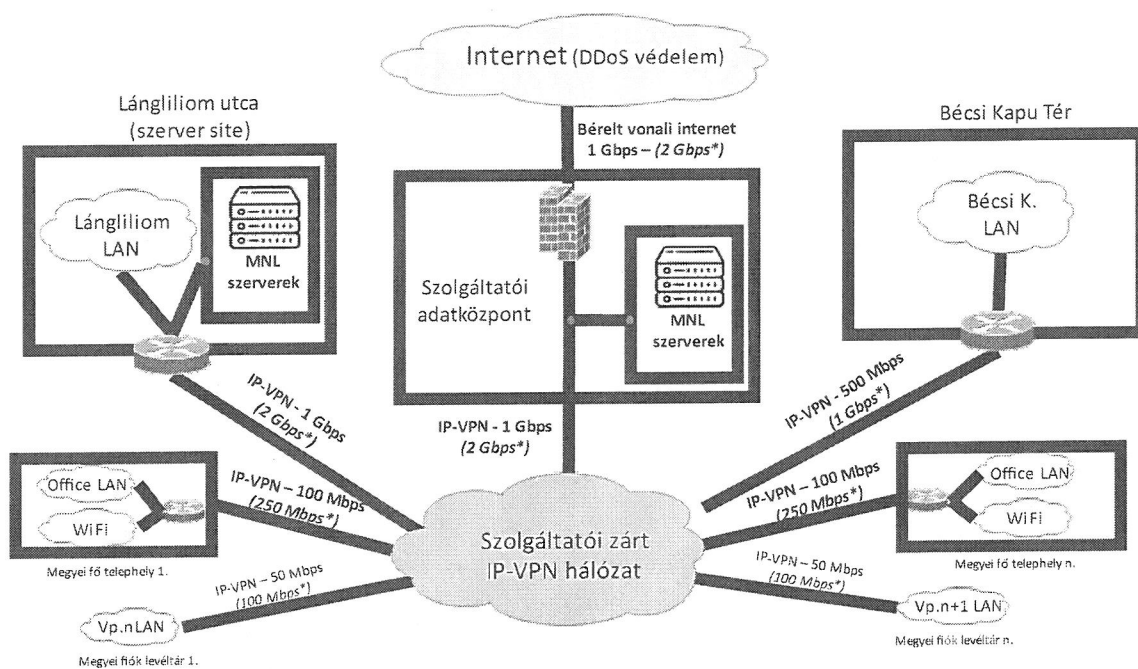 Internet (DDoS védelem)
Lángliliom utca
(szerver site)
Bérelt vonali internet
1 Gbps – (2 Gbps*)
Bécsi Kapu Tér
Lángliliom
LAN
MNL
szerverek
Szolgáltatói
adatközpont
MNL
szerverek
Bécsi K.
LAN
IP-VPN - 1 Gbps
(2 Gbps*)
IP-VPN - 1 Gbps
(2 Gbps*)
IP-VPN - 500 Mbps
(1 Gbps*)
Office LAN
WiFi
Megyei fő telephely 1.
IP-VPN – 100 Mbps
(250 Mbps*)
Szolgáltatói zárt
IP-VPN hálózat
IP-VPN – 100 Mbps
(250 Mbps*)
Office LAN
WiFi
Megyei fő telephely n.
IP-VPN – 50 Mbps
(100 Mbps*)
Vp.nLAN
Megyei fiók levéltár 1.
IP-VPN – 50 Mbps
(100 Mbps*)
Vp.n+1 LAN
Megyei fiók levéltár n.